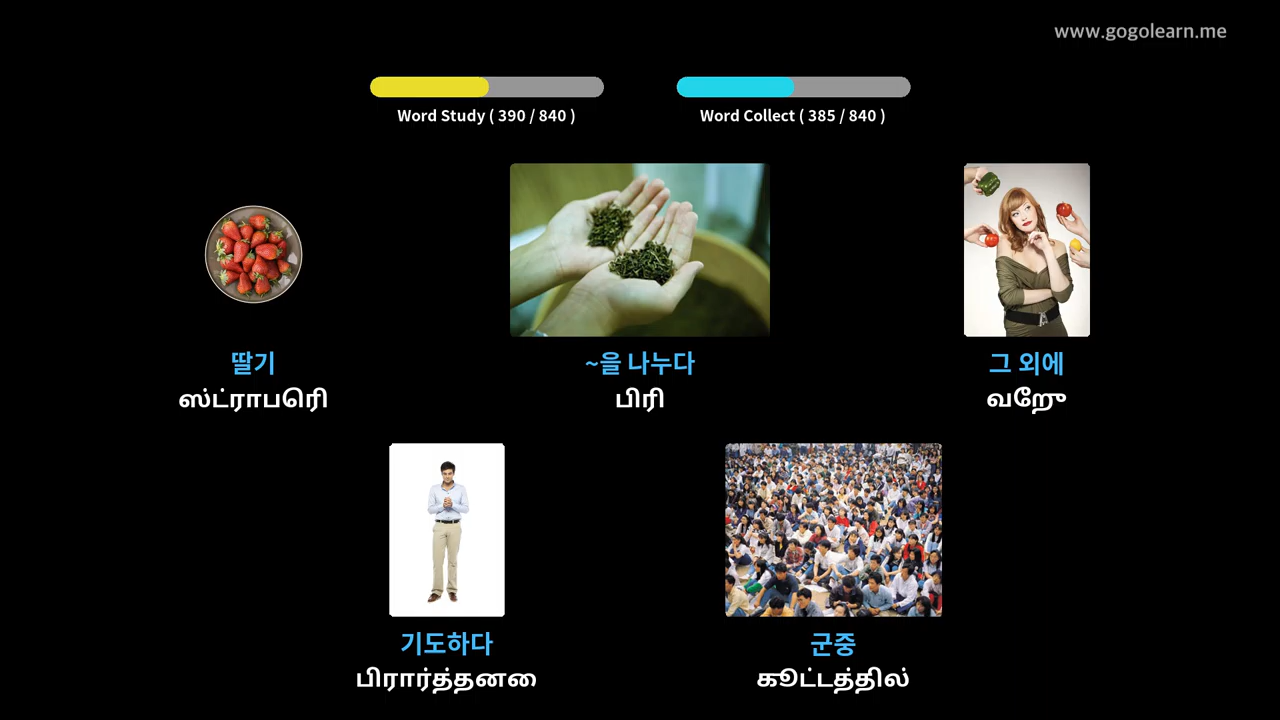 www.gogolearn.me
Word Study ( 390 / 840 )
Word Collect ( 385 / 840 )
딸기
ஸ்ட்ராபெரி
~을 나누다
பிரி
그 외에
வேறு
기도하다
பிரார்த்தனை
군중
கூட்டத்தில்